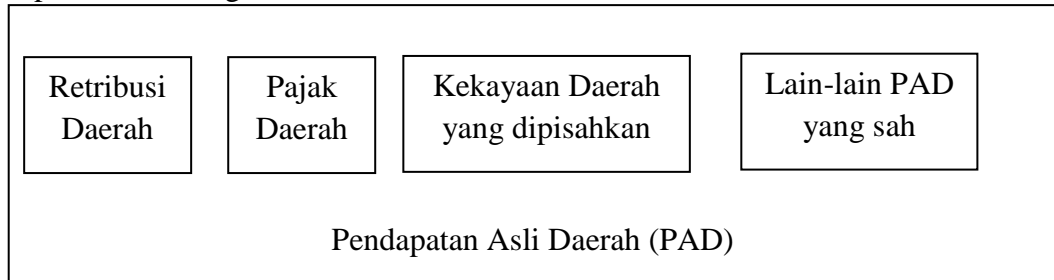 Retribusi
Daerah
Pajak
Daerah
Kekayaan Daerah
yang dipisahkan
Lain-lain PAD
yang sah
Pendapatan Asli Daerah (PAD)